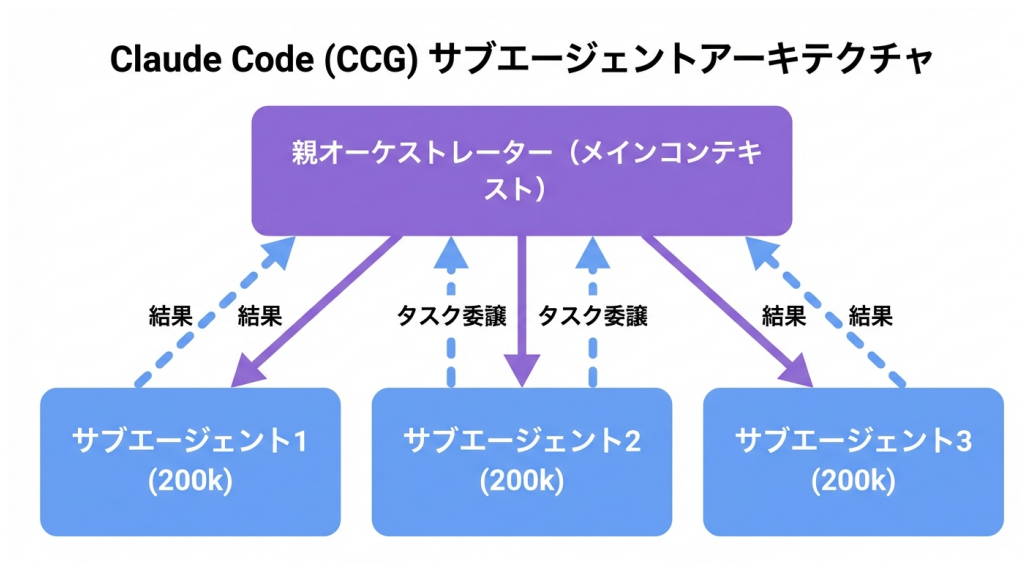 Claude Code (CCG) サブエージェントアーキテクチャ
親オーケストレーター（メインコンテキ
スト）
結果
結果
タスク委譲
タスク委譲
結果
結果
サブエージェント1
(200k)
サブエージェント2
(200k)
サブエージェント3
(200k)